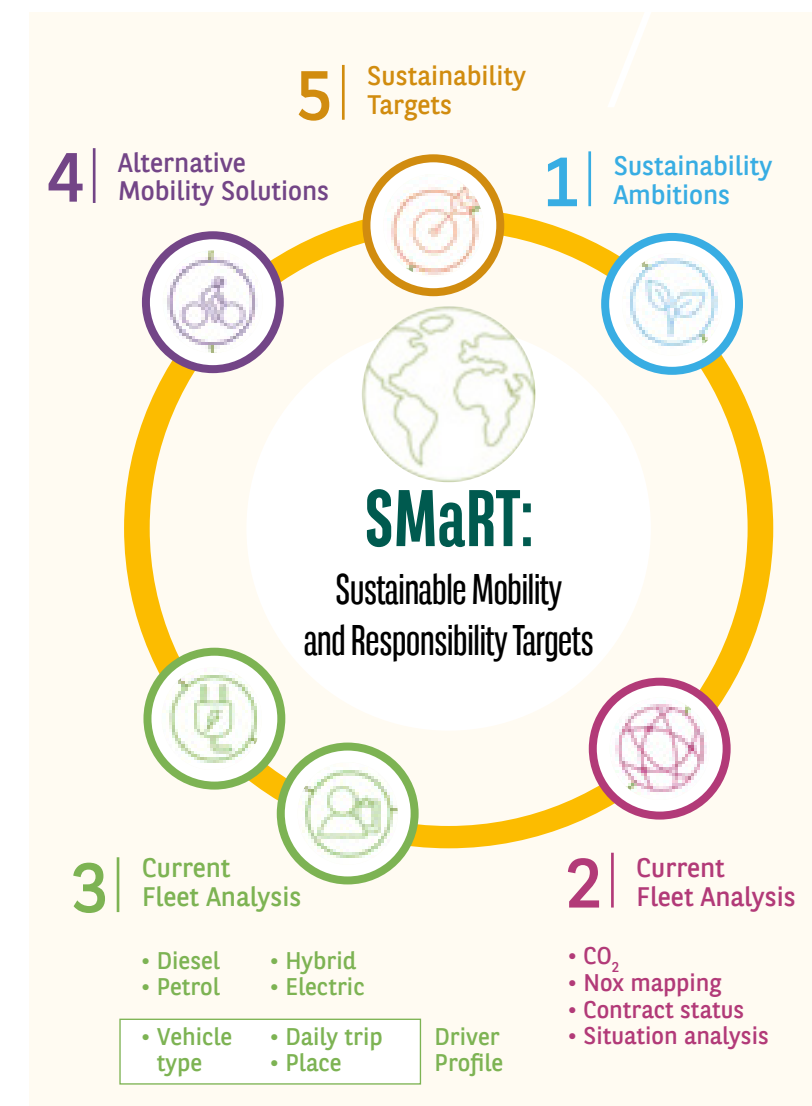 5
Sustainability
Targets
4
Alternative
Mobility Solutions
1
Sustainability
Ambitions
SMaRT:
Sustainable Mobility
and Responsibility Targets
3
Current
Fleet Analysis
• Diesel
• Petrol
• Hybrid
• Electric
• Vehicle
type
• Daily trip
• Place
Driver
Profile
2
Current
Fleet Analysis
• CO₂
• Nox mapping
• Contract status
• Situation analysis